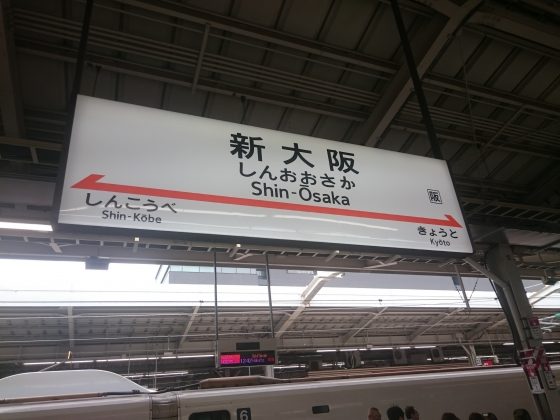 新大阪
しんおおさか
Shin-Ōsaka
阪
しんこうべ
Shin-Kōbe
きょうと
Kyōto
6